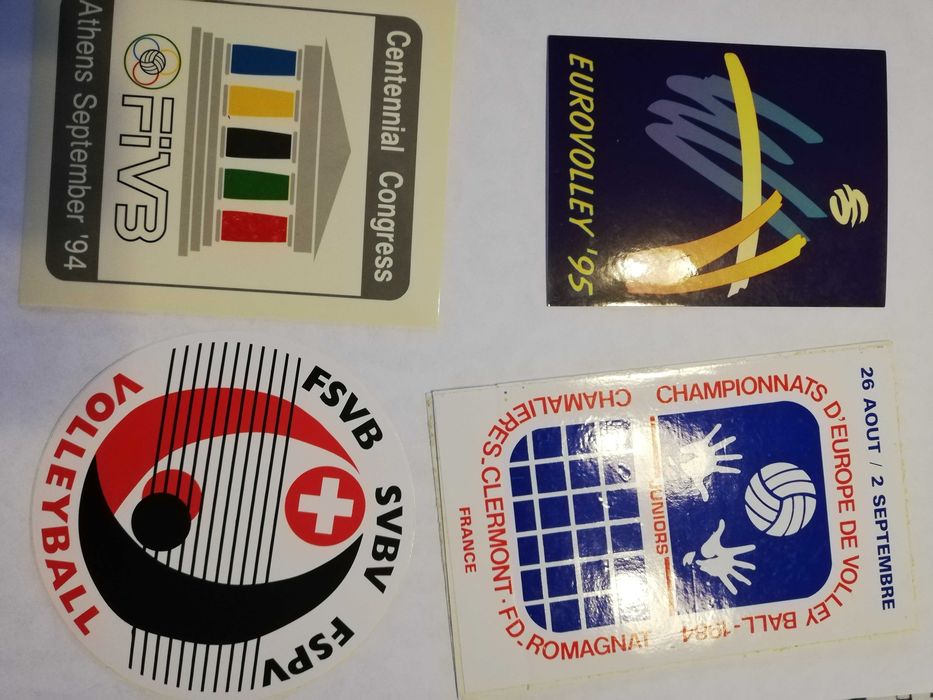 Centennial Congress
FiVB
Athens September '94
EUROVOLLEY '95
FSVB SVBV FSPV
VOLLEYBALL
26 AOUT / 2 SEPTEMBRE
CHAMPIONNATS D'EUROPE DE VOLLEY BALL-1984
JUNIORS
CHAMALIERES-CLERMONT·FD.ROMAGNAT
FRANCE